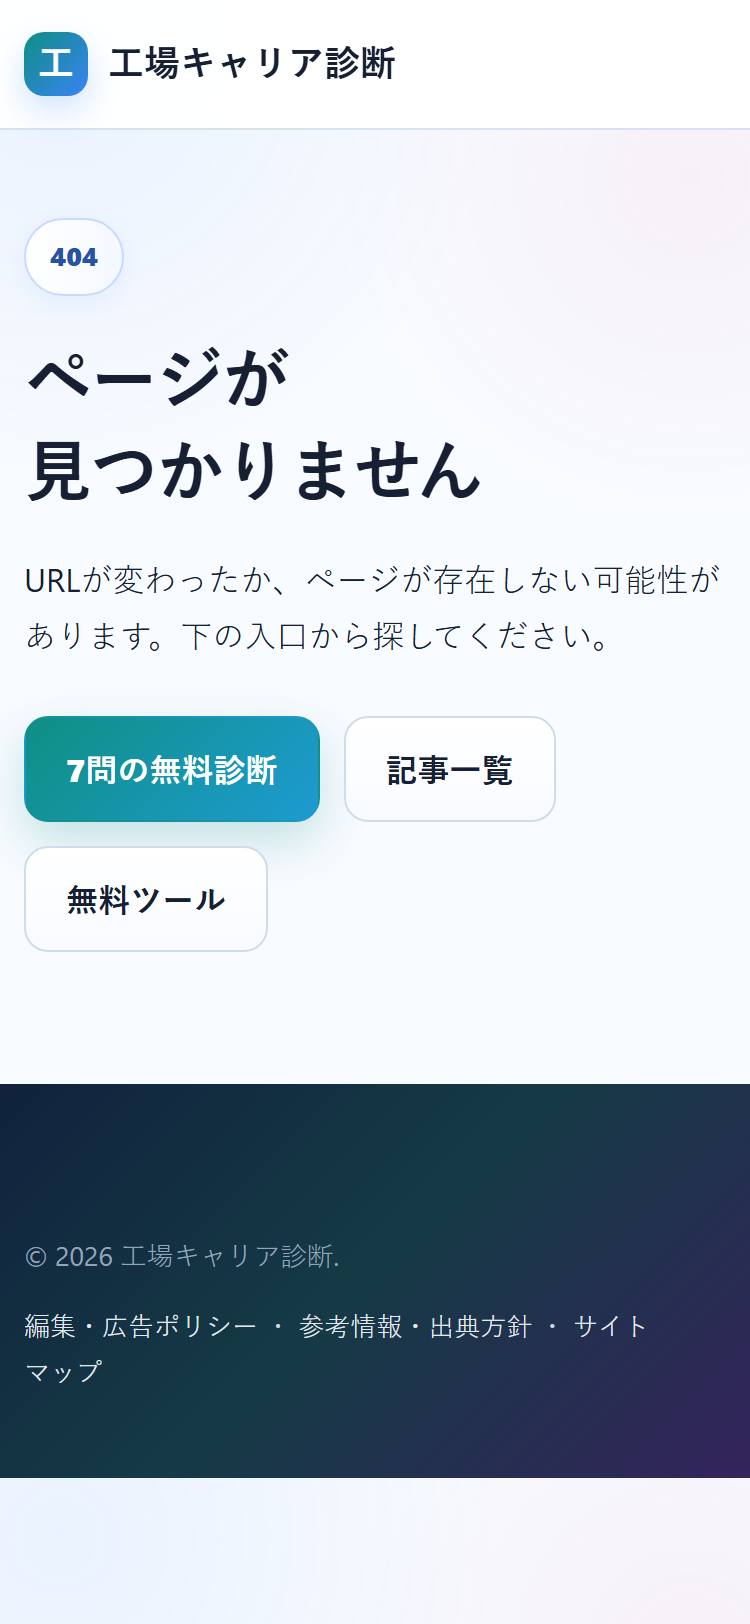 工 工場キャリア診断
404
ページが
見つかりません
URLが変わったか、ページが存在しない可能性が
あります。下の入口から探してください。
7問の無料診断 記事一覧
無料ツール
© 2026 工場キャリア診断.
編集・広告ポリシー ・ 参考情報・出典方針 ・ サイト
マップ